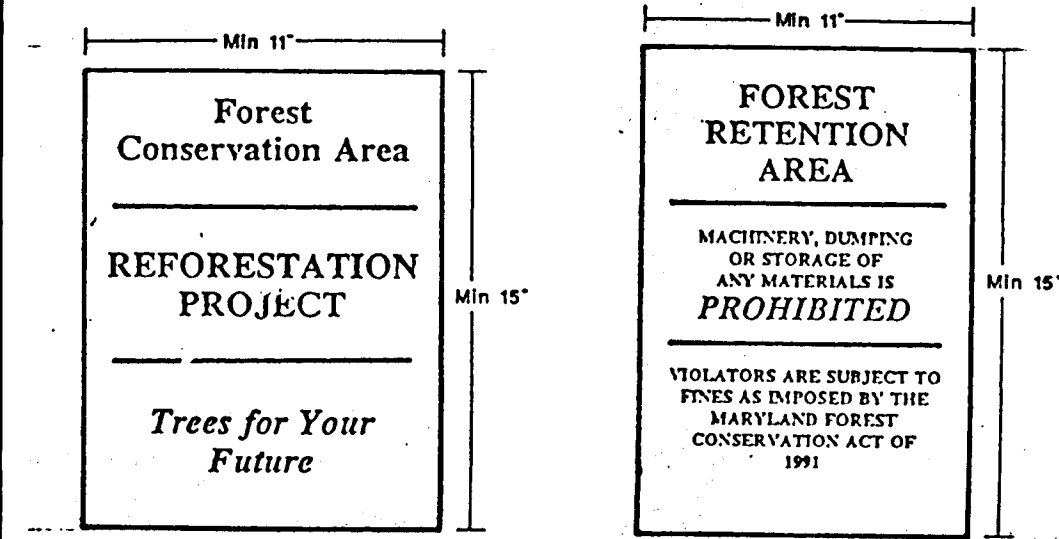 Min 11"
Forest
Conservation Area
REFORESTATION
PROJECT
Trees for Your
Future
Min 15"
Min 11"
FOREST
RETENTION
AREA
MACHINERY, DUMPING
OR STORAGE OF
ANY MATERIALS IS
PROHIBITED
VIOLATORS ARE SUBJECT TO
FINES AS IMPOSED BY THE
MARYLAND FOREST
CONSERVATION ACT OF
1991
Min 15"